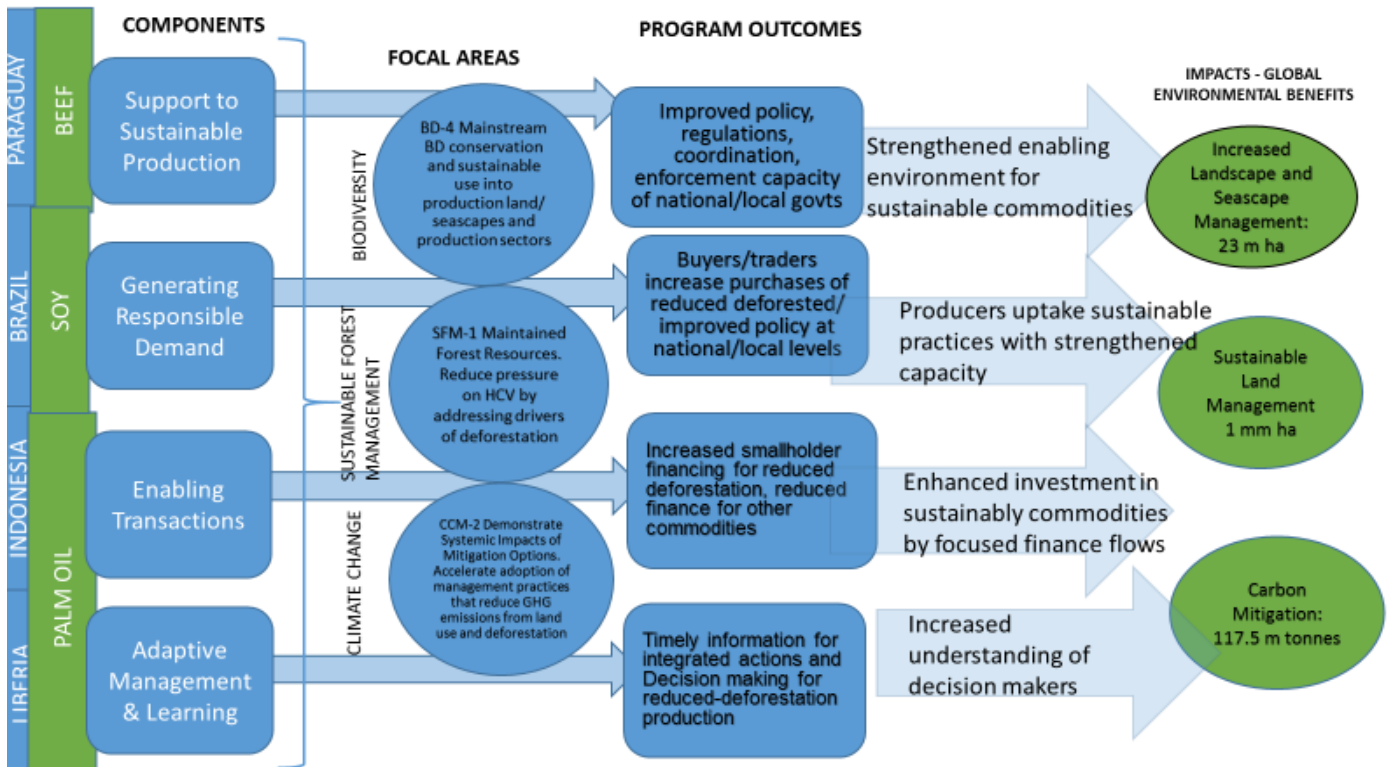 COMPONENTS
PROGRAM OUTCOMES
FOCAL AREAS
IMPACTS - GLOBAL
ENVIRONMENTAL BENEFITS
PARAGUAY
BRAZIL
INDONESIA
LIBERIA
BEEF
SOY
PALM OIL
Support to
Sustainable
Production
Generating
Responsible
Demand
Enabling
Transactions
Adaptive
Management
& Learning
BIODIVERSITY
SUSTAINABLE FOREST
MANAGEMENT
CLIMATE CHANGE
BD-4 Mainstream
BD conservation
and sustainable
use into
production land/
seascapes and
production sectors
SFM-1 Maintained
Forest Resources.
Reduce pressure
on HCV by
addressing drivers
of deforestation
CCM-2 Demonstrate
Systemic Impacts of
Mitigation Options.
Accelerate adoption of
management practices
that reduce GHG
emissions from land
use and deforestation
Improved policy,
regulations,
coordination,
enforcement capacity
of national/local govts
Buyers/traders
increase purchases of
reduced deforested/
improved policy at
national/local levels
Increased smallholder
financing for reduced
deforestation, reduced
finance for other
commodities
Timely information for
integrated actions and
Decision making for
reduced-deforestation
production
Strengthened enabling
environment for
sustainable commodities
Producers uptake sustainable
practices with strengthened
capacity
Enhanced investment in
sustainably commodities
by focused finance flows
Increased
understanding of
decision makers
Increased
Landscape and
Seascape
Management:
23 m ha
Sustainable
Land
Management
1 mm ha
Carbon
Mitigation:
117.5 m tonnes